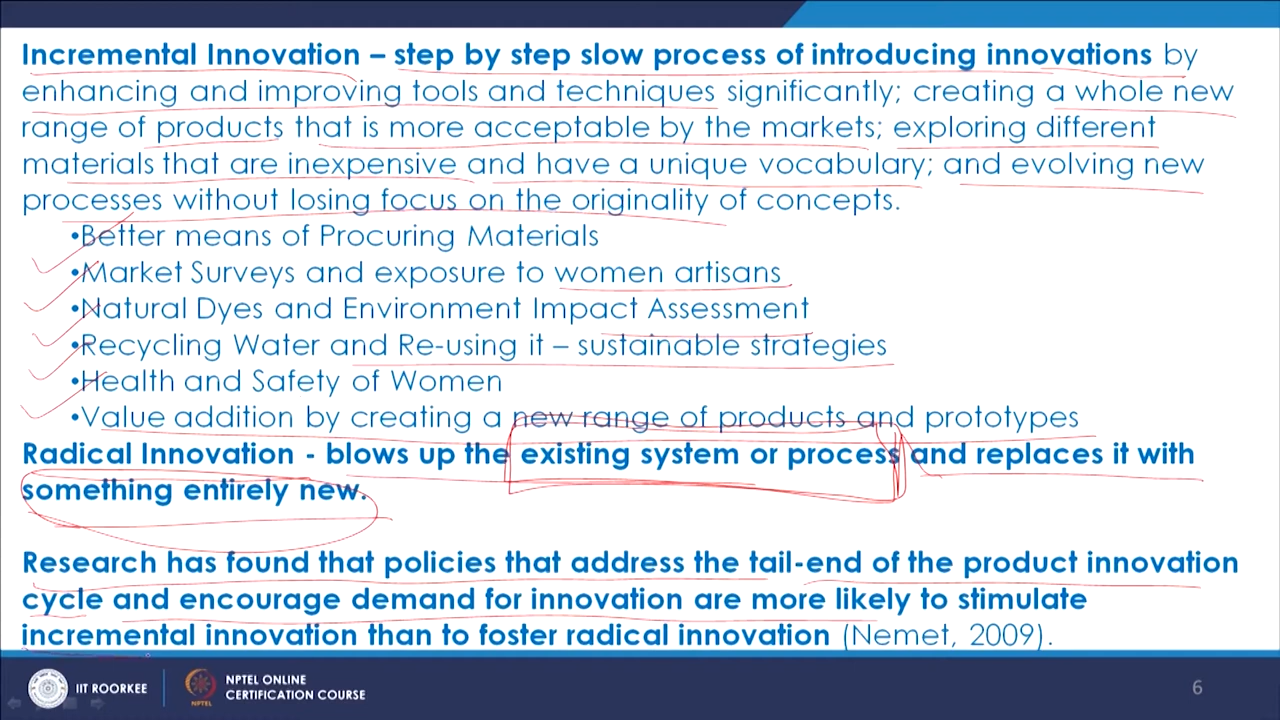 Incremental Innovation – step by step slow process of introducing innovations by
enhancing and improving tools and techniques significantly; creating a whole new
range of products that is more acceptable by the markets; exploring different
materials that are inexpensive and have a unique vocabulary; and evolving new
processes without losing focus on the originality of concepts.
•Better means of Procuring Materials
•Market Surveys and exposure to women artisans
•Natural Dyes and Environment Impact Assessment
•Recycling Water and Re-using it – sustainable strategies
•Health and Safety of Women
•Value addition by creating a new range of products and prototypes
Radical Innovation - blows up the existing system or process and replaces it with
something entirely new.
Research has found that policies that address the tail-end of the product innovation
cycle and encourage demand for innovation are more likely to stimulate
incremental innovation than to foster radical innovation (Nemet, 2009).
IIT ROORKEE
NPTEL
NPTEL ONLINE
CERTIFICATION COURSE
6